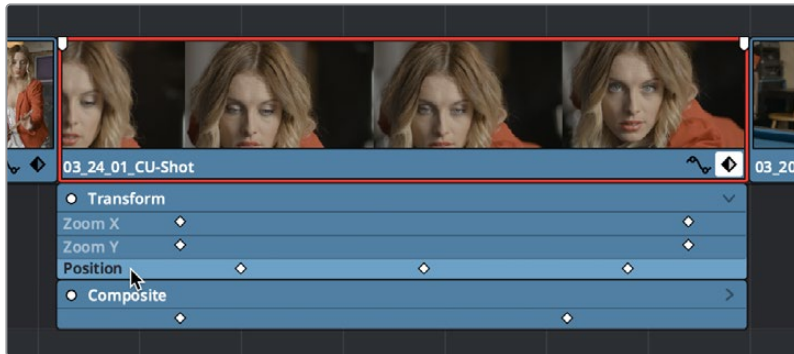 03_24_01_CU-Shot
03_20
Transform
Zoom X
Zoom Y
Position
Composite